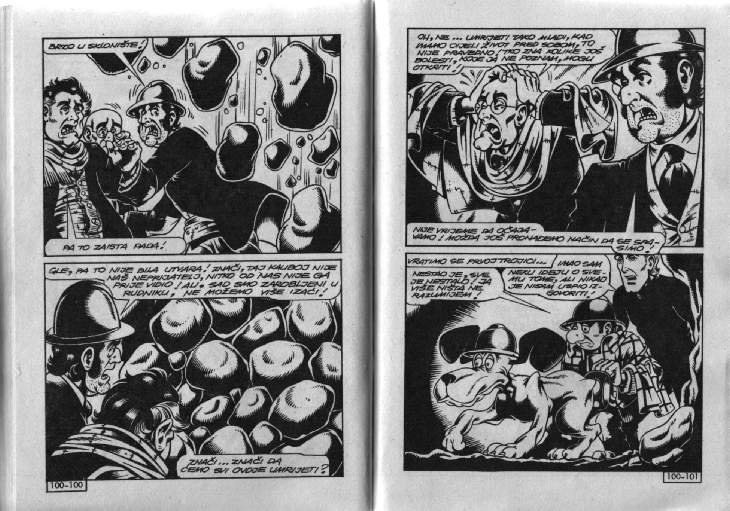 BRZO U SKLONIŠTE!
PA TO ZAISTA PADA!
GLE, PA TO NIJE BILA UTVARA! ZNAČI, TAJ KAUBOJ NIJE
NAŠ NEPRIJATELJ, NITKO OD NAS NIJE GA
PRIJE VIDIO! ALI SAD SMO ZAROBLJENI U
RUDNIKU, NE MOŽEMO VIŠE IZAĆI!
ZNAČI... ZNAČI DA
ĆEMO SVI OVDJE UMRIJETI?
100-100
OH, NE... UMRIJETI TAKO MLADI, KAD
IMAMO CIJELI ŽIVOT PRED SOBOM, TO
NIJE PRAVEDNO! TKO ZNA KOLIKE JOŠ
BOLESTI, KOJE JA NE POZNAM, MOGU
OTKRITI!
NIJE VRIJEME DA OČAJA-
VAMO! MOŽDA JOŠ PRONAĐEMO NAČIN DA SE SPA-
SIMO!
VRATIMO SE PRVOJ TROJICI...
NESTAO JE, SVE
JE NESTALO! JA
VIŠE NIŠTA NE
RAZUMIJEM!
IMAO SAM
NEKU IDEJU O SVE-
MU TOME, ALI NIKAD
JE NISAM USPIO IZ-
GOVORITI!
100-101